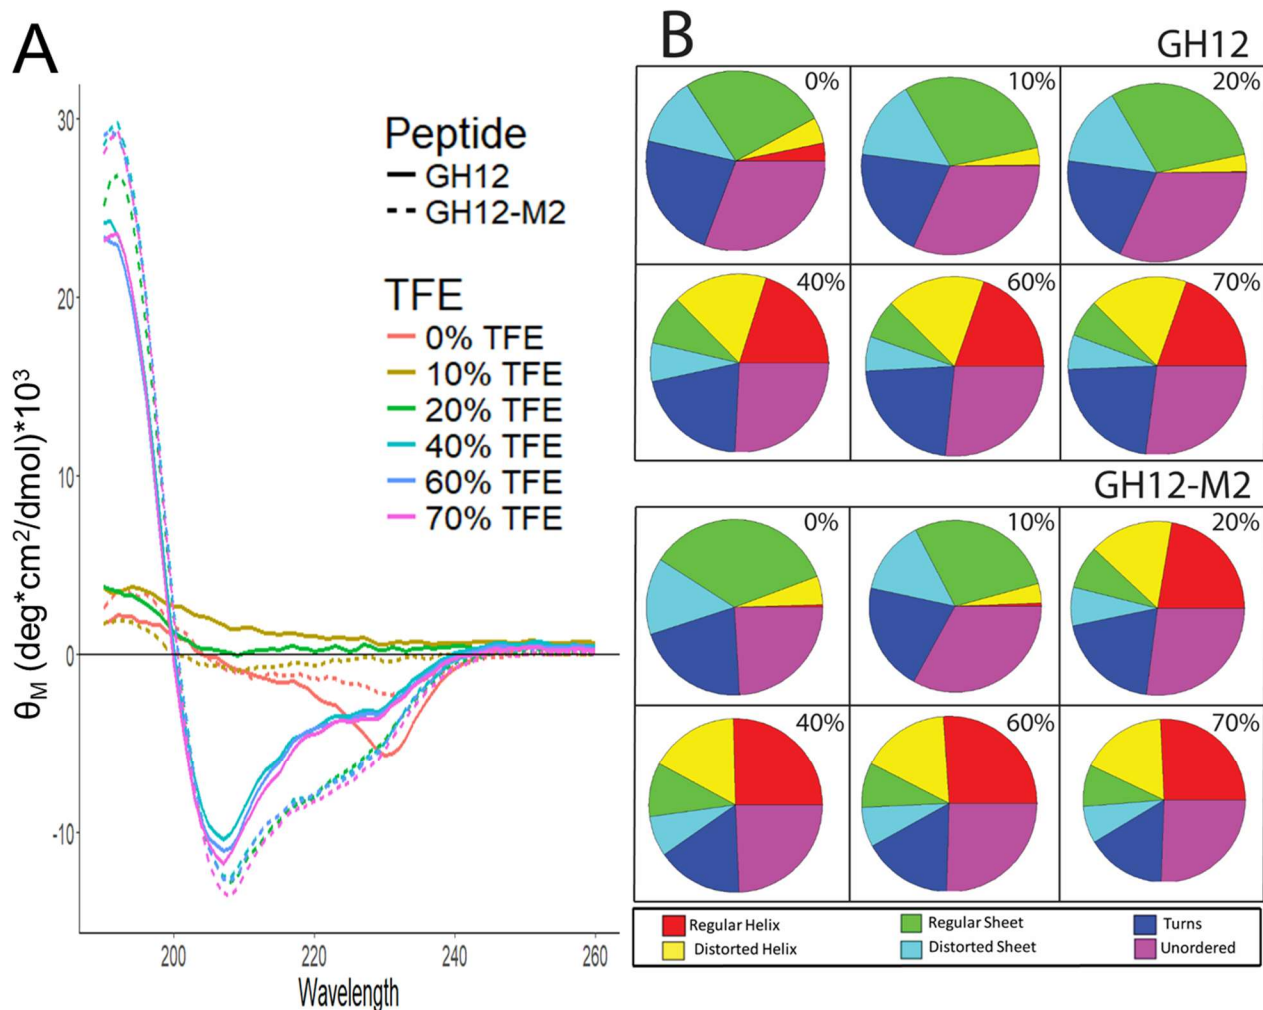 A
30
20
10
0
-10
θM (deg*cm2/dmol)*10³
200
220
240
260
Wavelength
Peptide
GH12
GH12-M2
TFE
0% TFE
10% TFE
20% TFE
40% TFE
60% TFE
70% TFE
B
GH12
0%
10%
20%
40%
60%
70%
GH12-M2
0%
10%
20%
40%
60%
70%
Regular Helix
Regular Sheet
Turns
Distorted Helix
Distorted Sheet
Unordered